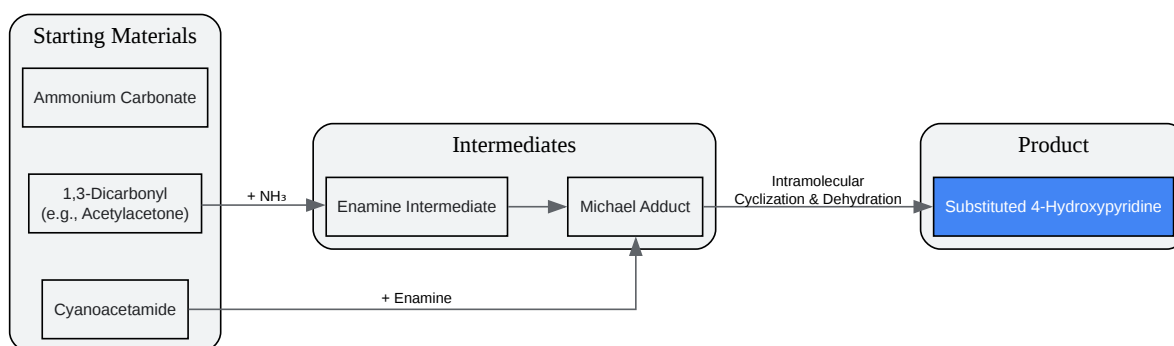 Starting Materials
Ammonium Carbonate
1,3-Dicarbonyl
(e.g., Acetylacetone)
Cyanoacetamide
+ NH₃
+ Enamine
Intermediates
Enamine Intermediate
Michael Adduct
Intramolecular
Cyclization & Dehydration
Product
Substituted 4-Hydroxypyridine